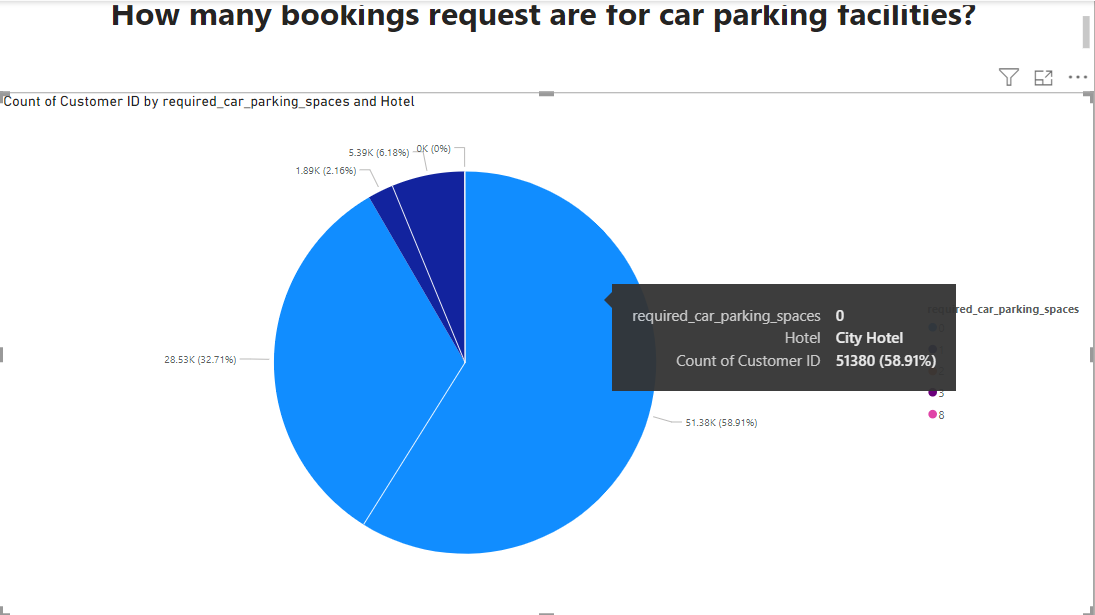 How many bookings request are for car parking facilities?
Count of Customer ID by required_car_parking_spaces and Hotel
5.39K (6.18%)
0K (0%)
1.89K (2.16%)
28.53K (32.71%)
51.38K (58.91%)
required_car_parking_spaces 0
Hotel City Hotel
Count of Customer ID 51380 (58.91%)
required_car_parking_spaces
3
8